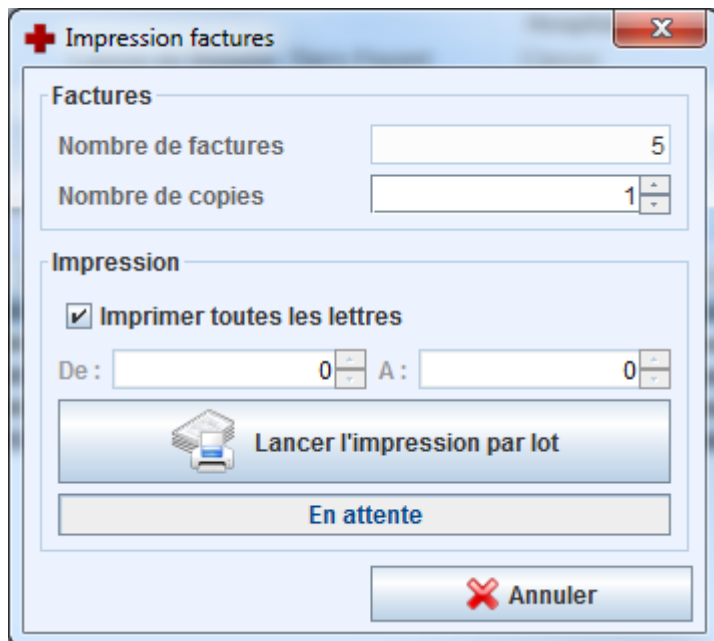 Impression factures
Factures
Nombre de factures 5
Nombre de copies 1
Impression
Imprimer toutes les lettres
De : 0 A : 0
Lancer l'impression par lot
En attente
Annuler